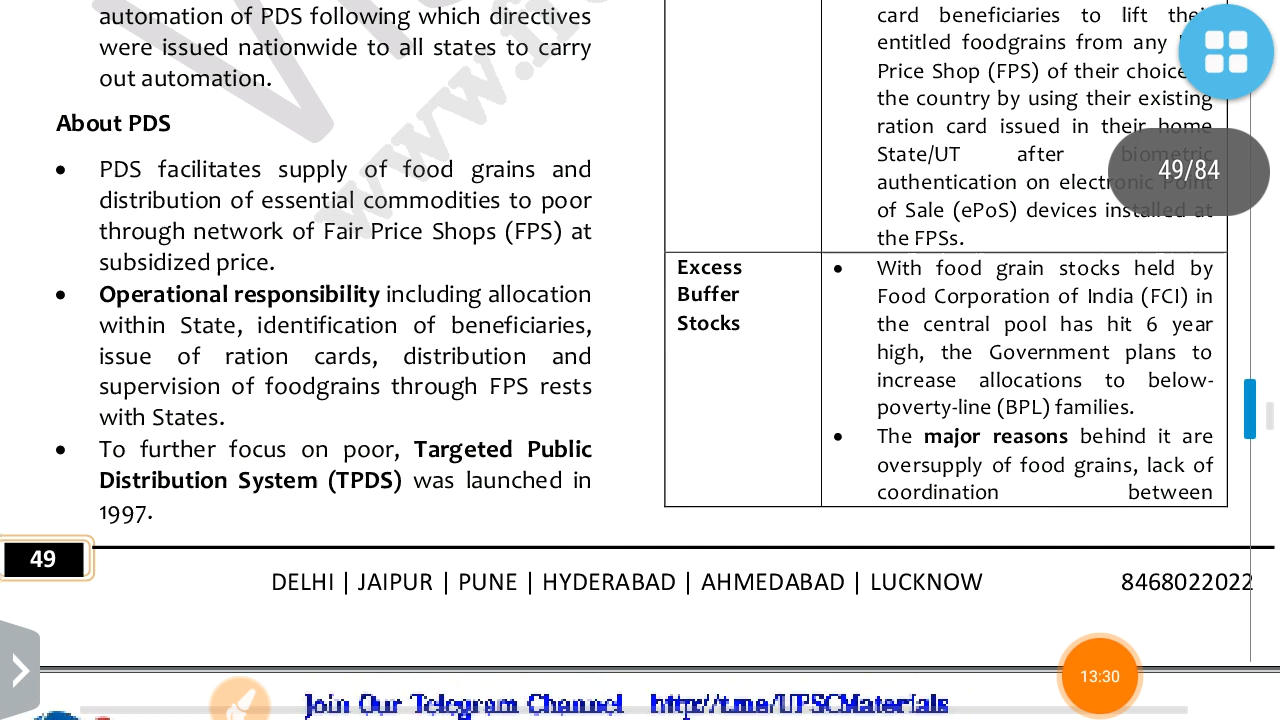 automation of PDS following which directives
were issued nationwide to all states to carry
out automation.
About PDS
• PDS facilitates supply of food grains and
distribution of essential commodities to poor
through network of Fair Price Shops (FPS) at
subsidized price.
• Operational responsibility including allocation
within State, identification of beneficiaries,
issue of ration cards, distribution and
supervision of foodgrains through FPS rests
with States.
• To further focus on poor, Targeted Public
Distribution System (TPDS) was launched in
1997.
card beneficiaries to lift their
entitled foodgrains from any
Price Shop (FPS) of their choice
the country by using their existing
ration card issued in their home
State/UT after biometric
authentication on electronic Point
of Sale (ePoS) devices installed at
the FPSs.
49/84
Excess
Buffer
Stocks
• With food grain stocks held by
Food Corporation of India (FCI) in
the central pool has hit 6 year
high, the Government plans to
increase allocations to below-
poverty-line (BPL) families.
• The major reasons behind it are
oversupply of food grains, lack of
coordination between
49
DELHI | JAIPUR | PUNE | HYDERABAD | AHMEDABAD | LUCKNOW 8468022022
13:30
Join Our Telegram Channel http://t.me/UPSCMaterials